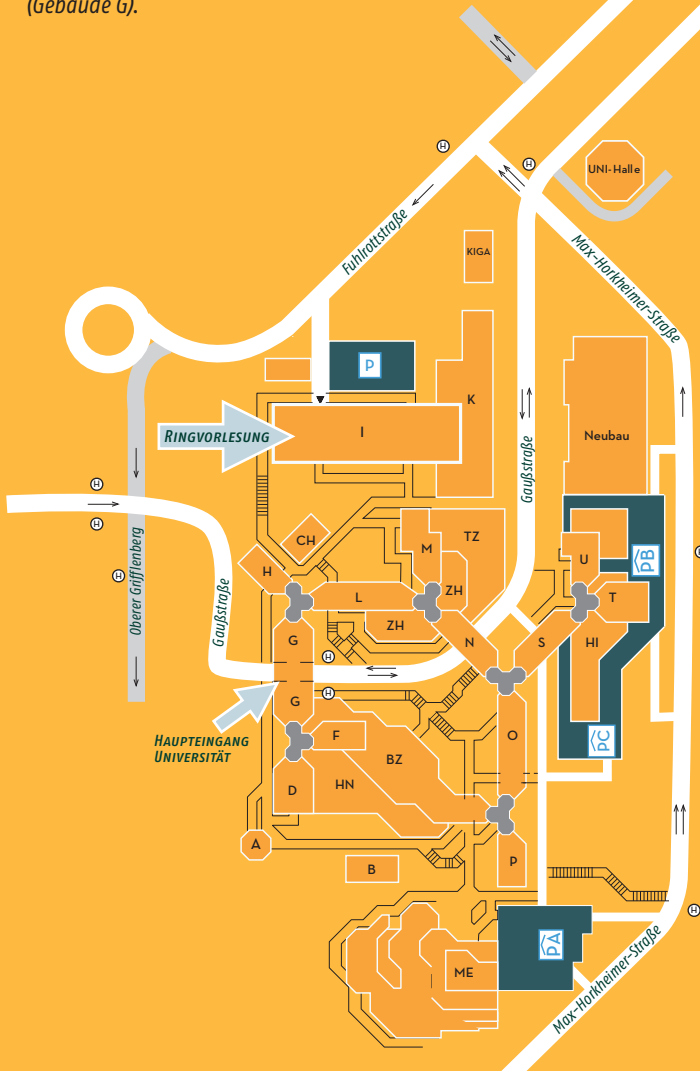 (Gebäude G).
H
H
UNI-Halle
Fuhlrottstraße
KIGA
Max-Horkheimer-Straße
P
K
I
RINGVORLESUNG
Neubau
Gaußstraße
H
H
CH
M
TZ
U
PB
H
H
L
ZH
T
Oberer Grifflenberg
Gaußstraße
ZH
G
N
S
HI
H
H
G
HAUPTEINGANG
UNIVERSITÄT
F
BZ
O
PC
D
HN
A
B
P
H
PA
ME
Max-Horkheimer-Straße